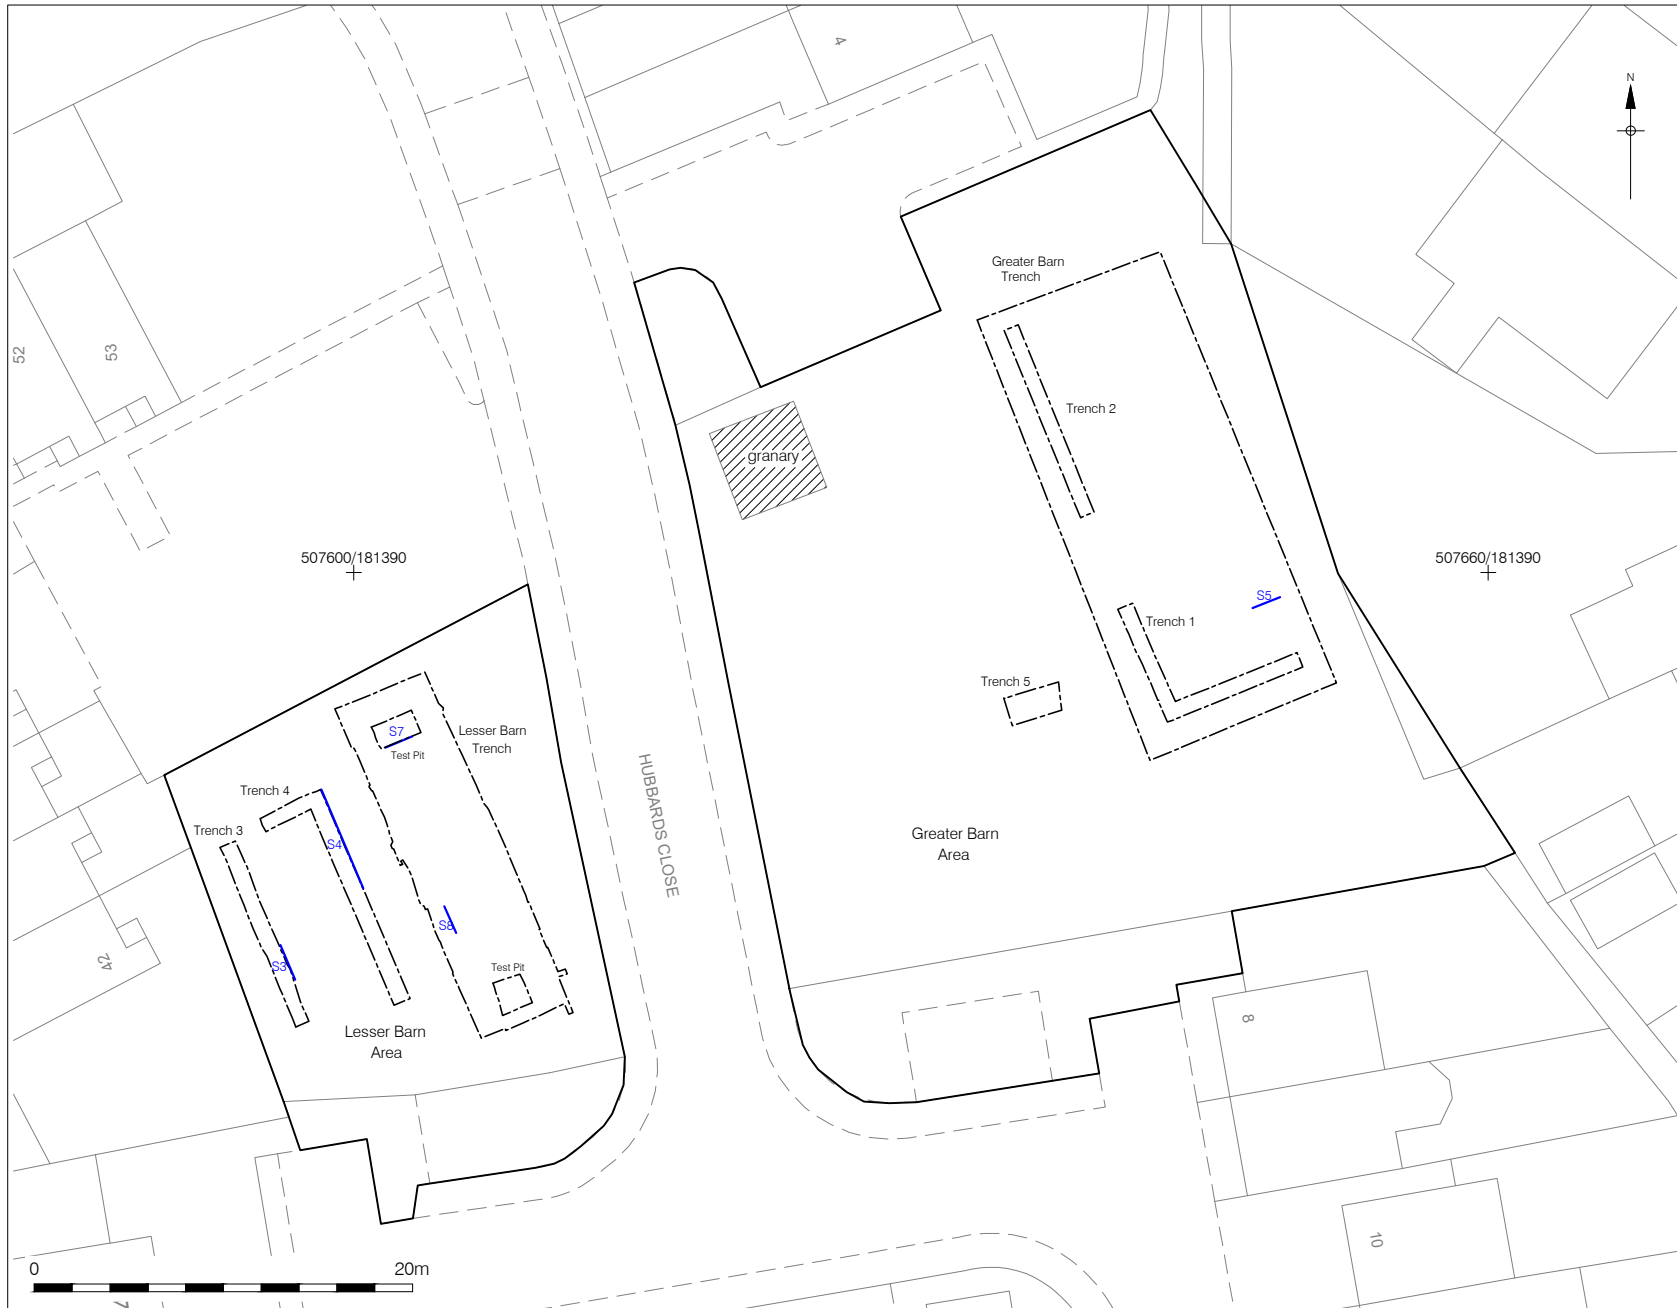 4
N
Greater Barn
Trench
52
53
Trench 2
granary
507600/181390
507660/181390
S5
Trench 1
Trench 5
S7
Test Pit
Lesser Barn
Trench
HUBBARDS CLOSE
Trench 4
Trench 3
S4
Greater Barn
Area
S8
42
S3
Test Pit
Lesser Barn
Area
8
10
0
20m